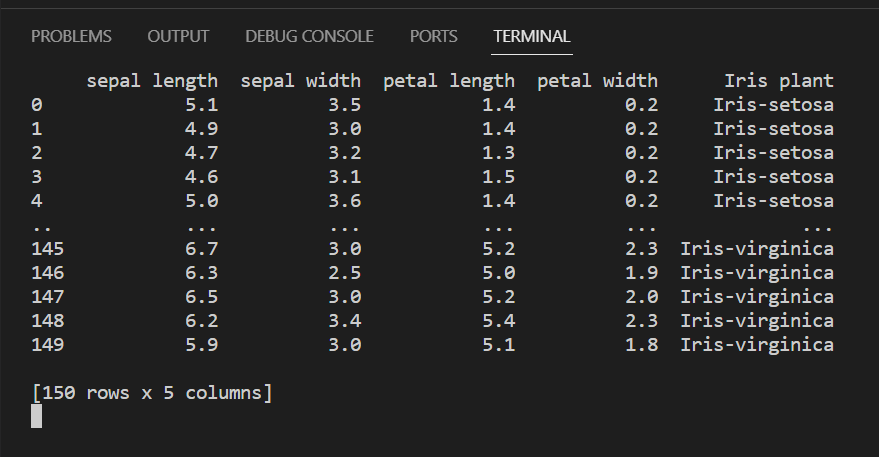 PROBLEMS OUTPUT DEBUG CONSOLE PORTS TERMINAL
sepal length sepal width petal length petal width Iris plant
0 5.1 3.5 1.4 0.2 Iris-setosa
1 4.9 3.0 1.4 0.2 Iris-setosa
2 4.7 3.2 1.3 0.2 Iris-setosa
3 4.6 3.1 1.5 0.2 Iris-setosa
4 5.0 3.6 1.4 0.2 Iris-setosa
.. ... ... ... ... ...
145 6.7 3.0 5.2 2.3 Iris-virginica
146 6.3 2.5 5.0 1.9 Iris-virginica
147 6.5 3.0 5.2 2.0 Iris-virginica
148 6.2 3.4 5.4 2.3 Iris-virginica
149 5.9 3.0 5.1 1.8 Iris-virginica
[150 rows x 5 columns]